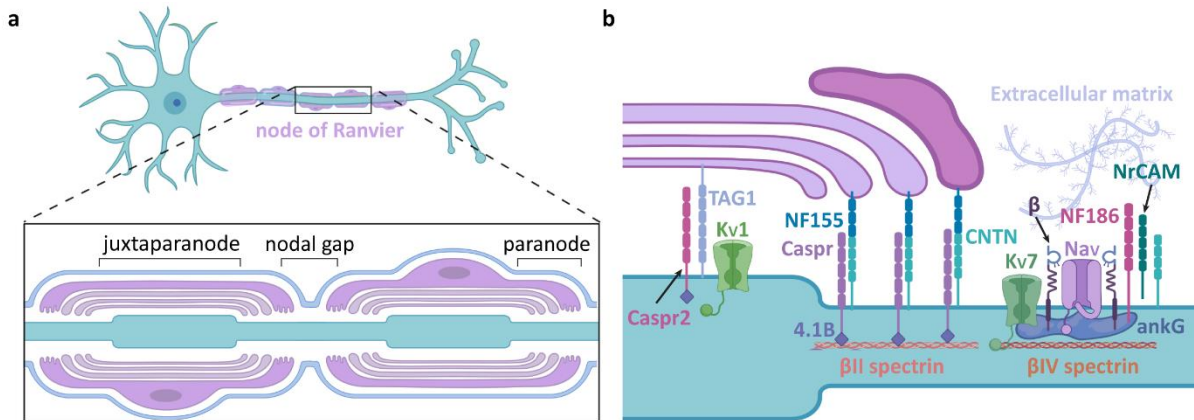 a
node of Ranvier
juxtaparanode
nodal gap
paranode
b
Extracellular matrix
NrCAM
TAG1
NF155
β
NF186
Kv1
Caspr
CNTN
Nav
Kv7
Caspr2
4.1B
ankG
βII spectrin
βIV spectrin